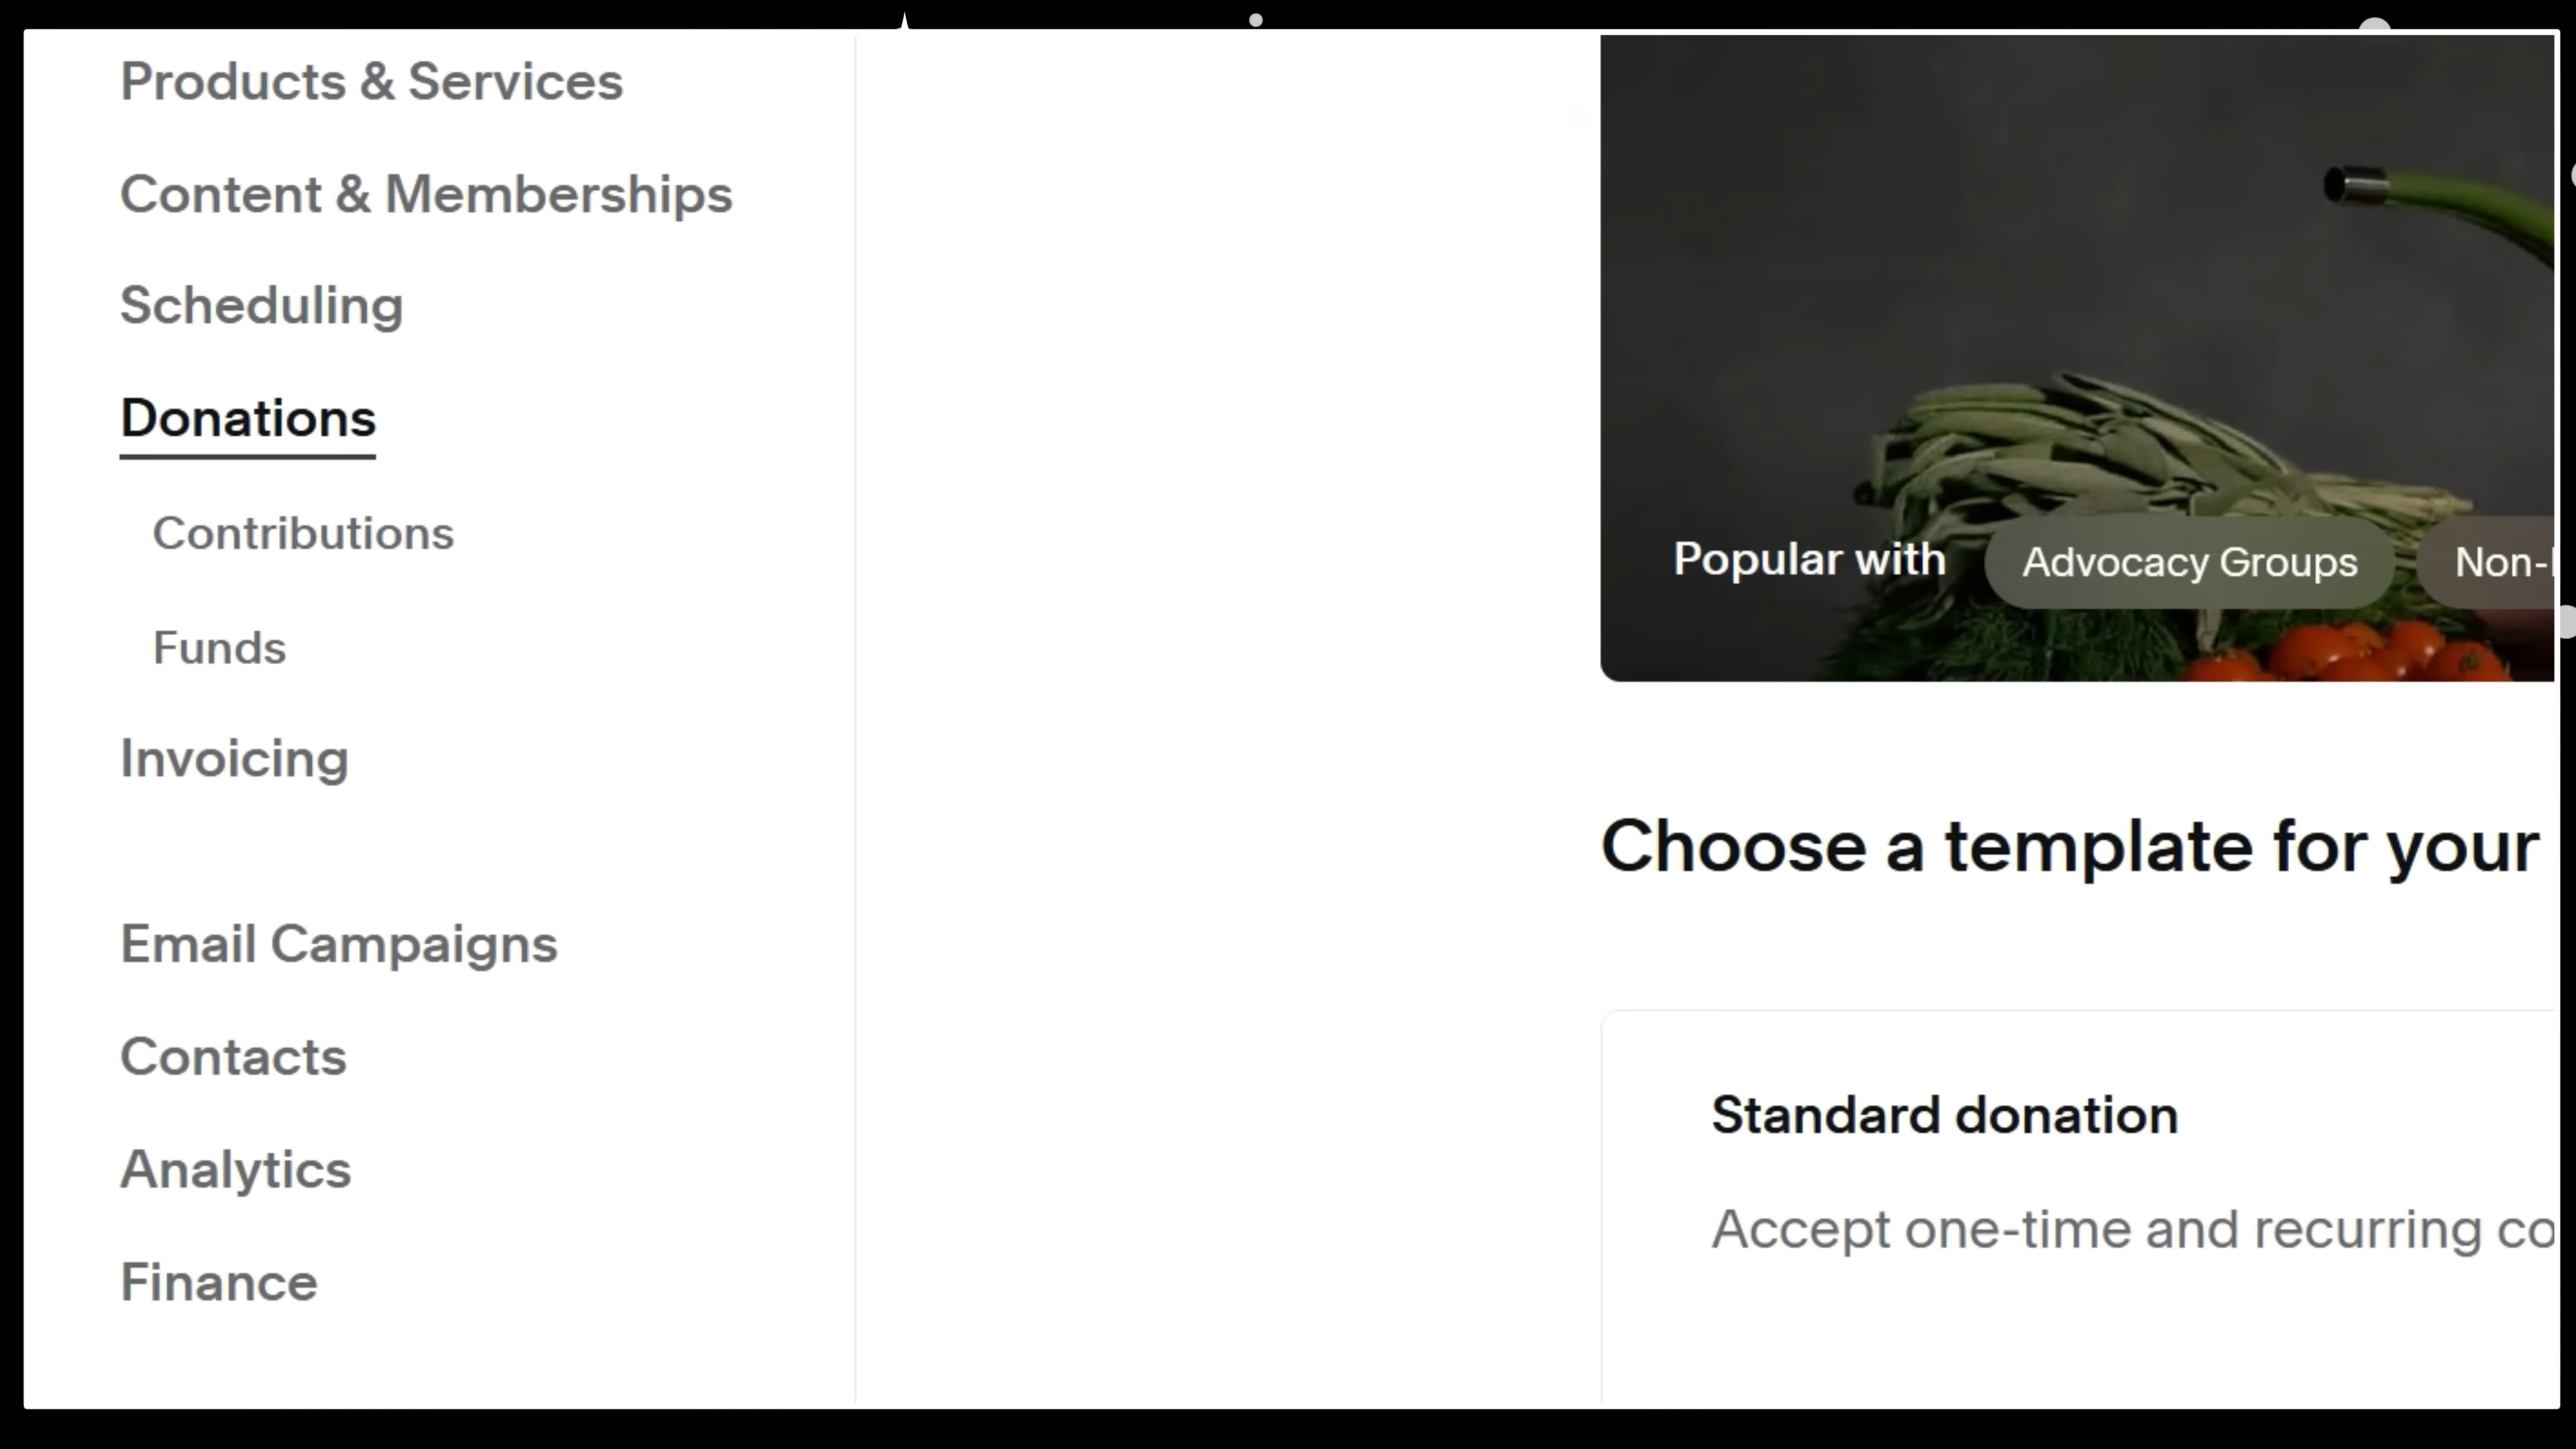 Products & Services
Content & Memberships
Scheduling
Donations
Contributions
Funds
Invoicing
Email Campaigns
Contacts
Analytics
Finance
Popular with
Advocacy Groups
Choose a template for your
Standard donation
Accept one-time and recurring